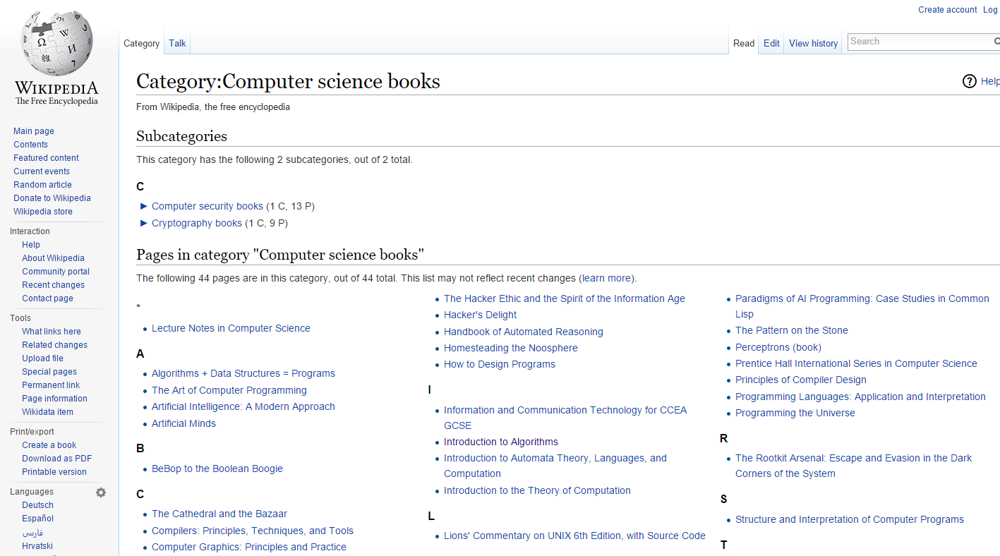 Create account Log
WIKIPEDIA
The Free Encyclopedia
Category Talk
Read Edit View history Search
Main page
Contents
Featured content
Current events
Random article
Donate to Wikipedia
Wikipedia store
Interaction
Help
About Wikipedia
Community portal
Recent changes
Contact page
Tools
What links here
Related changes
Upload file
Special pages
Permanent link
Page information
Wikidata item
Print/export
Create a book
Download as PDF
Printable version
Languages
Deutsch
Español
فارسی
Hrvatski
Category:Computer science books
Help
From Wikipedia, the free encyclopedia
Subcategories
This category has the following 2 subcategories, out of 2 total.
C
► Computer security books (1 C, 13 P)
► Cryptography books (1 C, 9 P)
Pages in category "Computer science books"
The following 44 pages are in this category, out of 44 total. This list may not reflect recent changes (learn more).
*
• Lecture Notes in Computer Science
A
• Algorithms + Data Structures = Programs
• The Art of Computer Programming
• Artificial Intelligence: A Modern Approach
• Artificial Minds
B
• BeBop to the Boolean Boogie
C
• The Cathedral and the Bazaar
• Compilers: Principles, Techniques, and Tools
• Computer Graphics: Principles and Practice
• The Hacker Ethic and the Spirit of the Information Age
• Hacker's Delight
• Handbook of Automated Reasoning
• Homesteading the Noosphere
• How to Design Programs
I
• Information and Communication Technology for CCEA
GCSE
• Introduction to Algorithms
• Introduction to Automata Theory, Languages, and
Computation
• Introduction to the Theory of Computation
L
• Lions' Commentary on UNIX 6th Edition, with Source Code
• Paradigms of AI Programming: Case Studies in Common
Lisp
• The Pattern on the Stone
• Perceptrons (book)
• Prentice Hall International Series in Computer Science
• Principles of Compiler Design
• Programming Languages: Application and Interpretation
• Programming the Universe
R
• The Rootkit Arsenal: Escape and Evasion in the Dark
Corners of the System
S
• Structure and Interpretation of Computer Programs
T